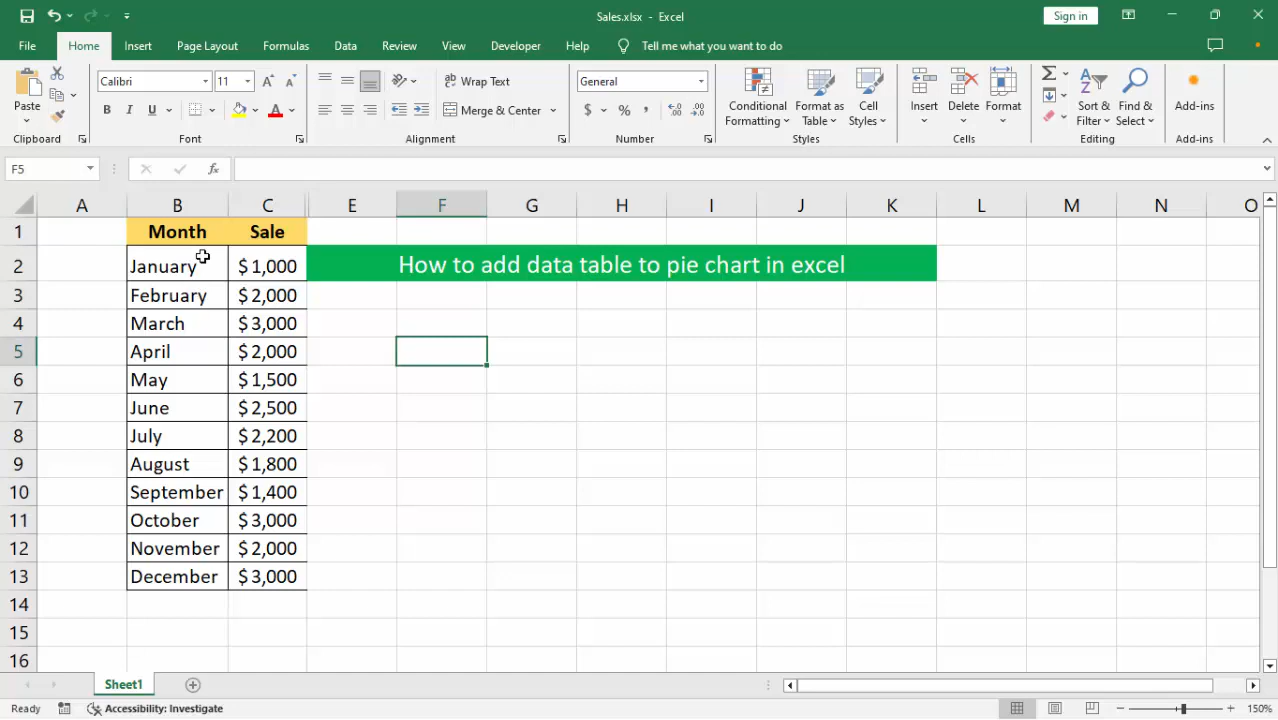 Sales.xlsx - Excel
Sign in
File Home Insert Page Layout Formulas Data Review View Developer Help Tell me what you want to do
Paste
Clipboard
Calibri 11
B I U
Font
Wrap Text
Merge & Center
Alignment
General
$ % ,
Number
Conditional Formatting
Format as Table
Cell Styles
Styles
Insert Delete Format
Cells
Sort & Filter
Find & Select
Editing
Add-ins
Add-ins
F5 fx
A B C E F G H I J K L M N O
1 Month Sale
2 January $ 1,000 How to add data table to pie chart in excel
3 February $ 2,000
4 March $ 3,000
5 April $ 2,000
6 May $ 1,500
7 June $ 2,500
8 July $ 2,200
9 August $ 1,800
10 September $ 1,400
11 October $ 3,000
12 November $ 2,000
13 December $ 3,000
14
15
16
Sheet1
Ready Accessibility: Investigate 150%